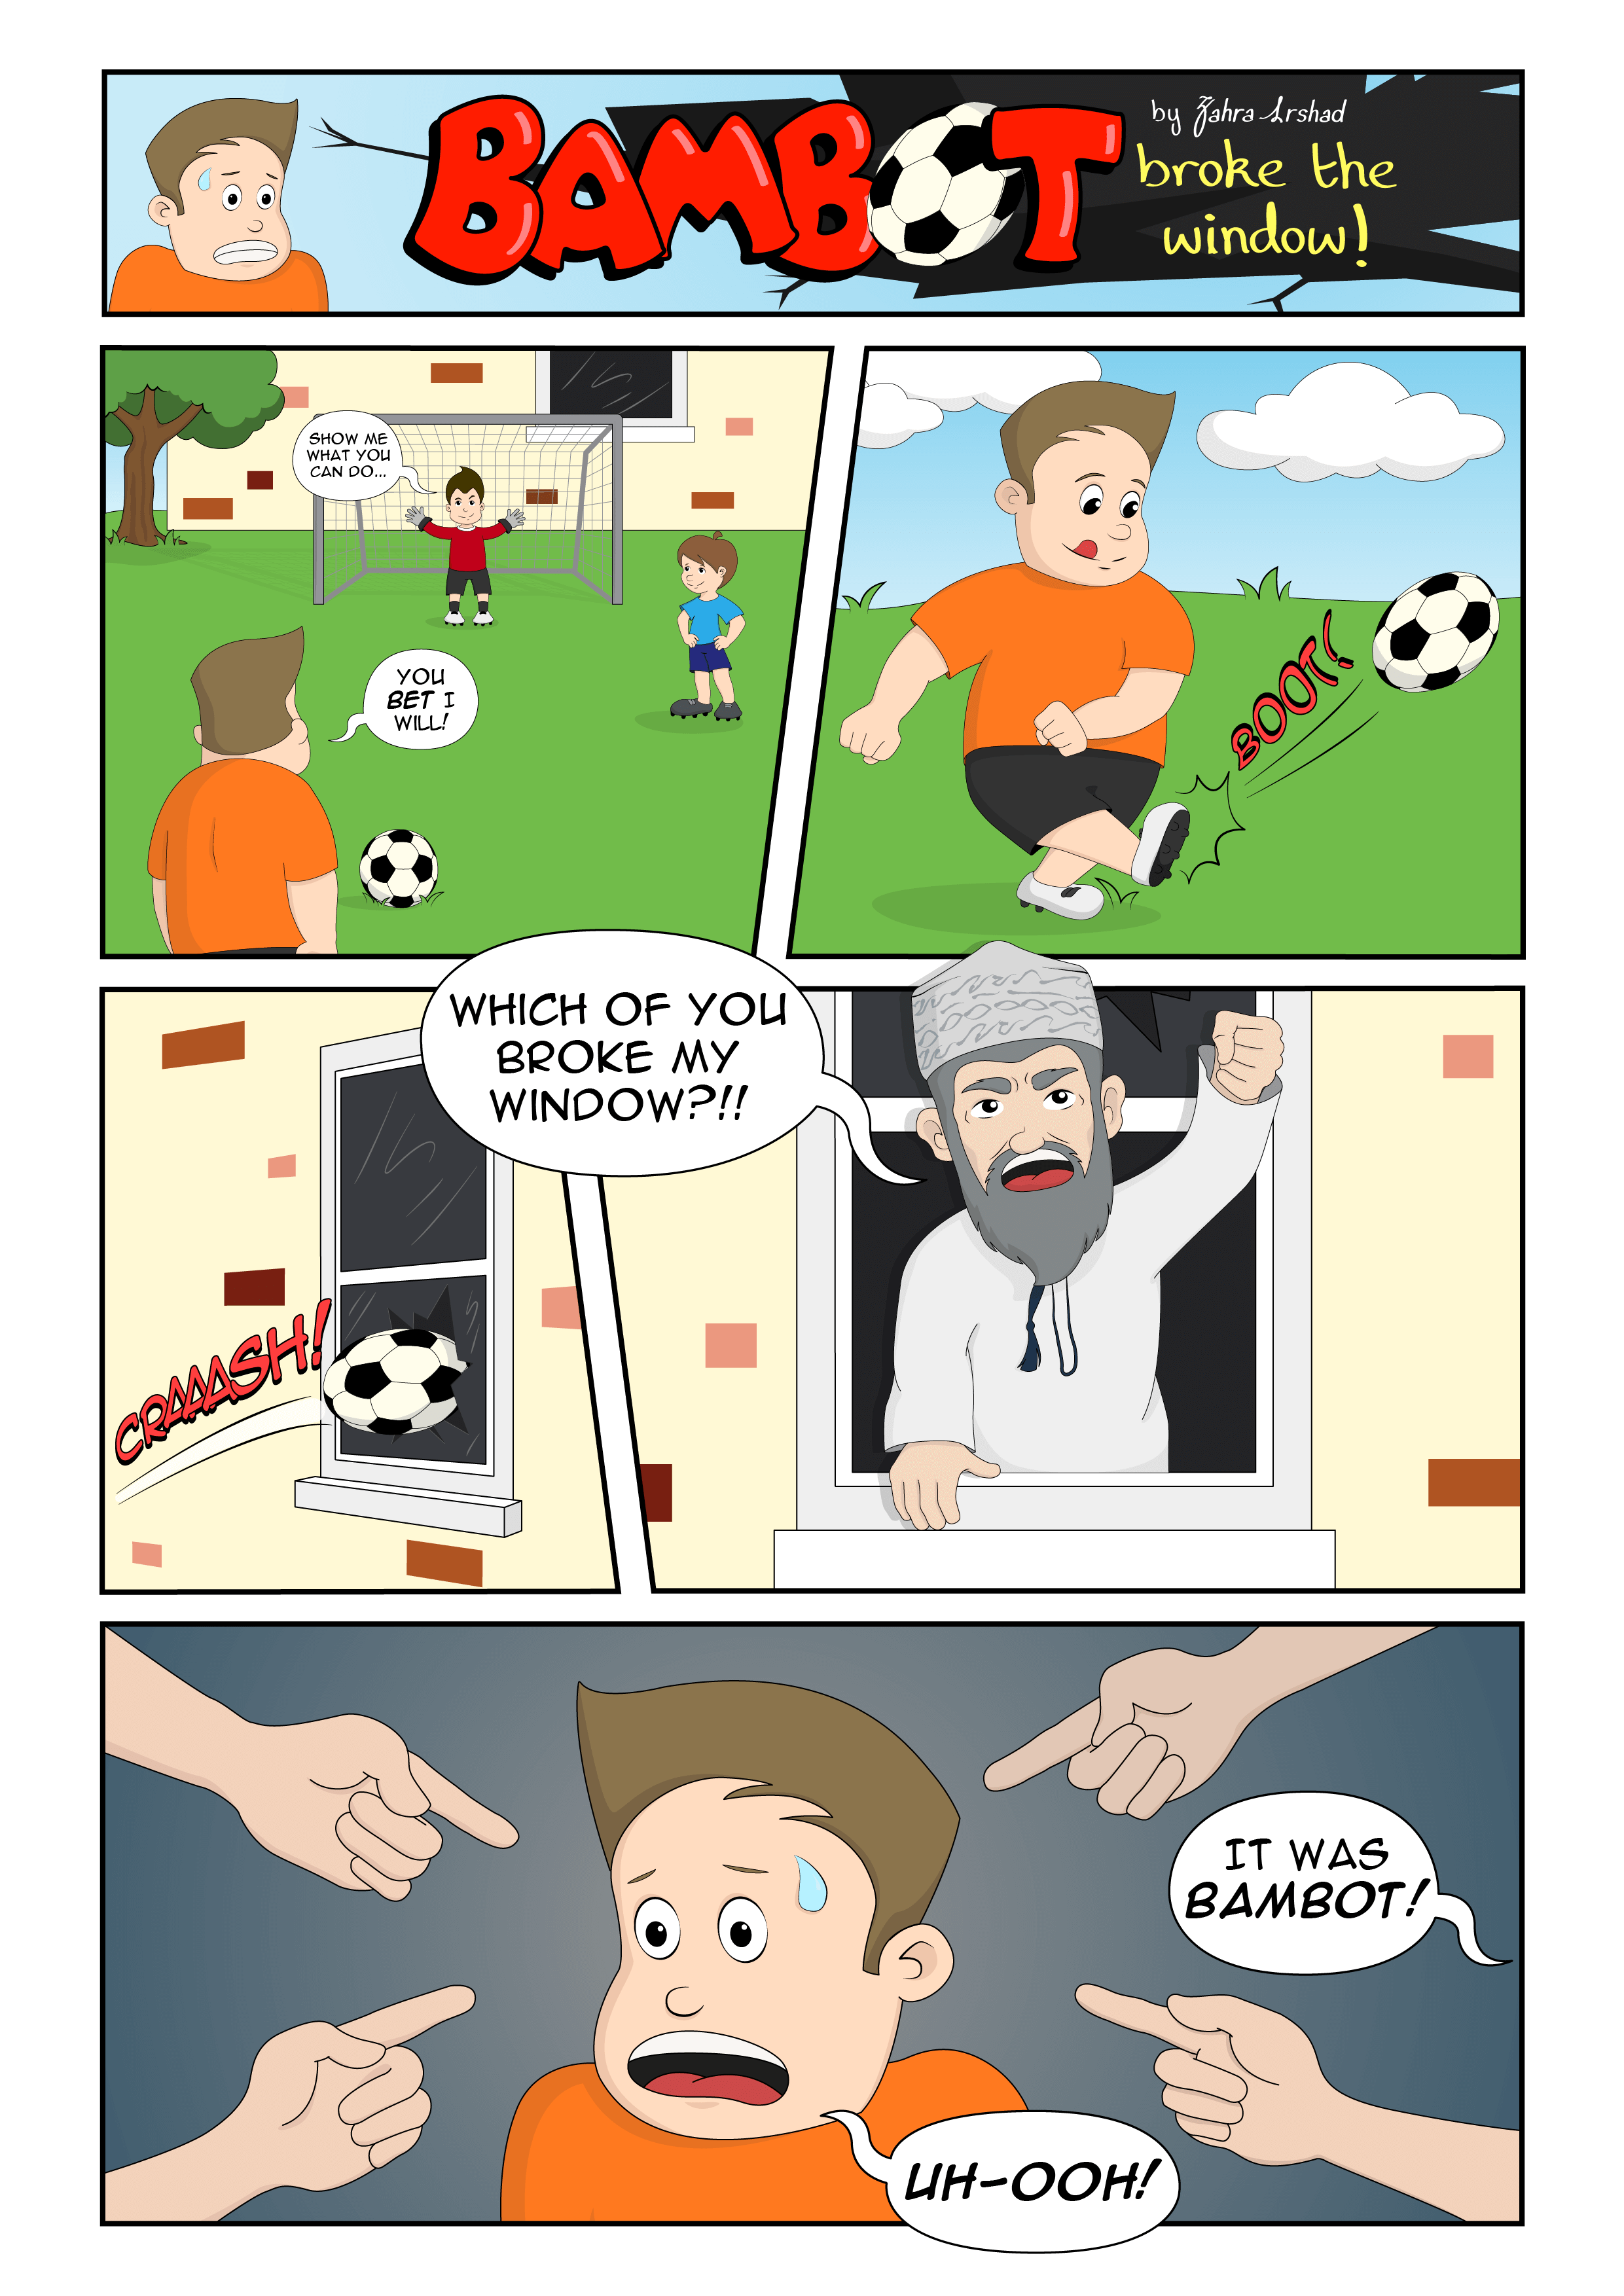 BAMBOT
by Zahra Arshad
broke the
window!
SHOW ME
WHAT YOU
CAN DO...
YOU
BET I
WILL!
BOOT!
CRAAASH!
WHICH OF YOU
BROKE MY
WINDOW?!!
IT WAS
BAMBOT!
UH-OOH!